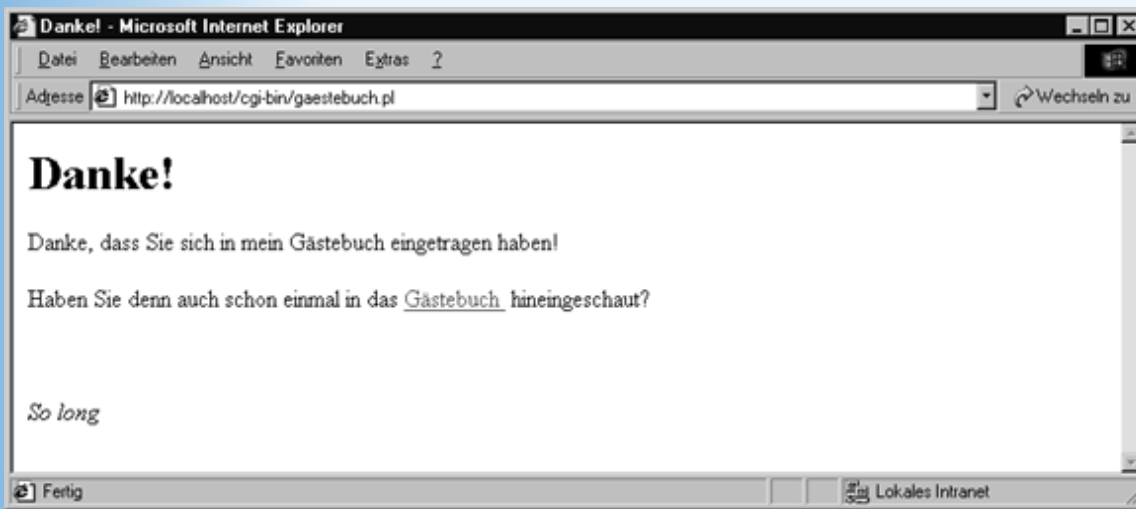 Danke! - Microsoft Internet Explorer
Datei Bearbeiten Ansicht Favoriten Extras ?
Adresse http://localhost/cgi-bin/gaestebuch.pl Wechseln zu
Danke!
Danke, dass Sie sich in mein Gästebuch eingetragen haben!
Haben Sie denn auch schon einmal in das Gästebuch hineingeschaut?
So long
Fertig Lokales Intranet